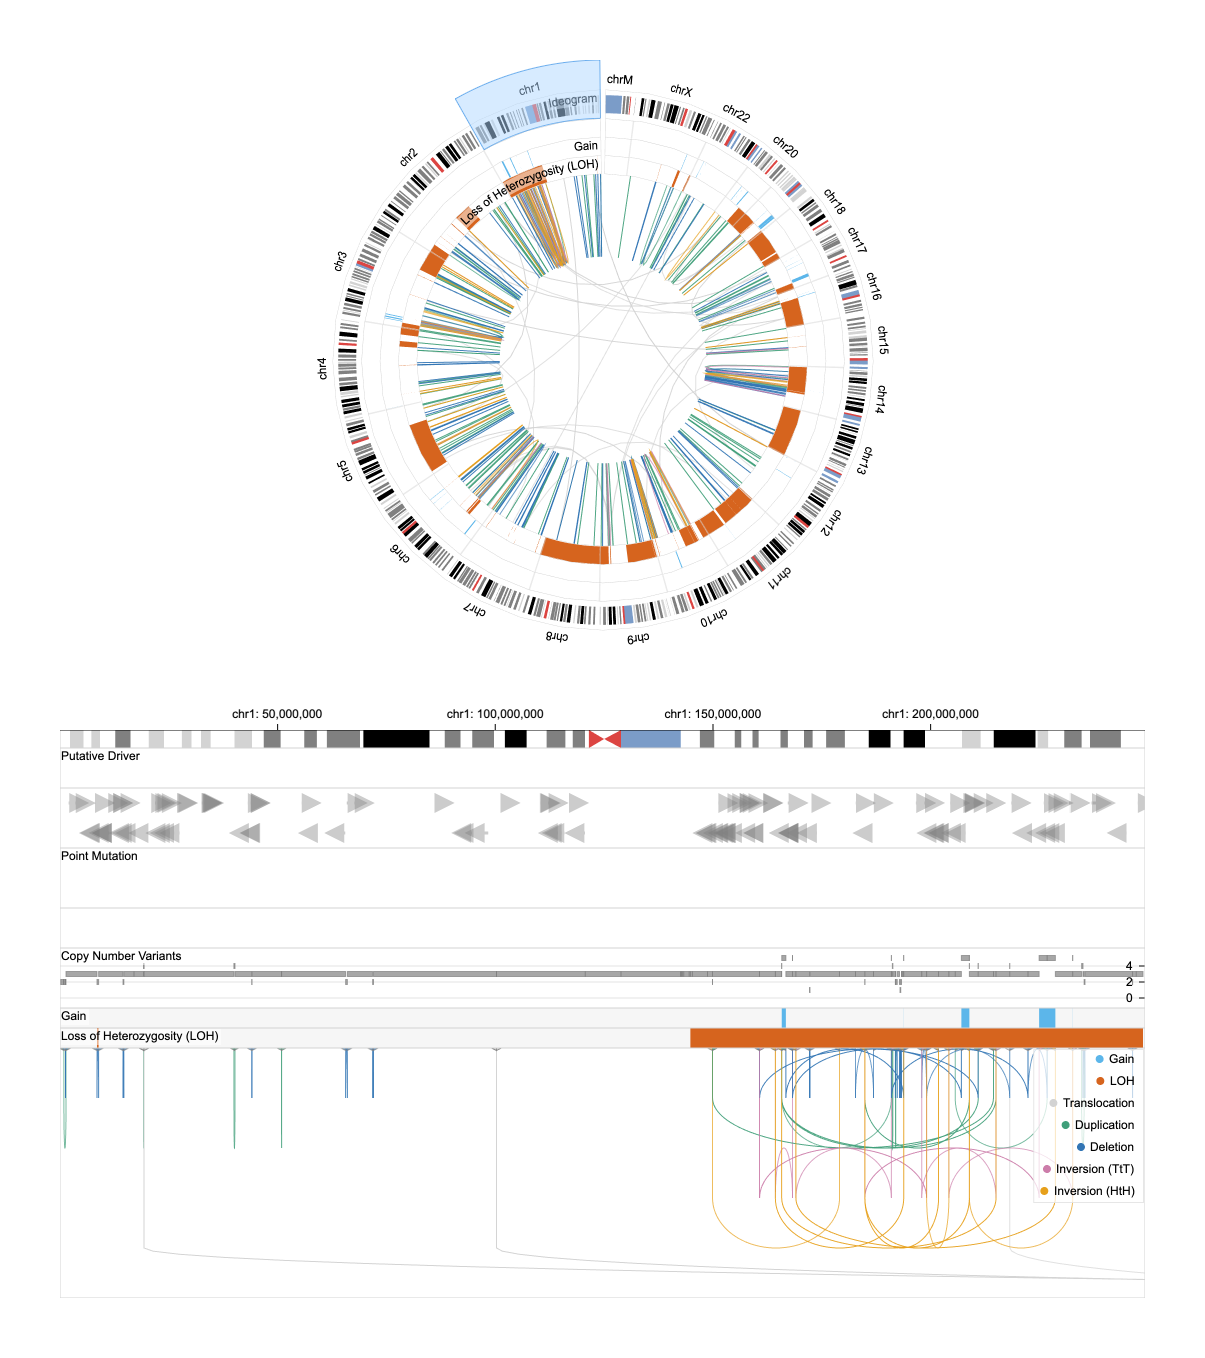 chrM
chrX
chr22
chr20
chr18
chr17
chr16
chr15
chr14
chr13
chr12
chr11
chr10
chr9
chr8
chr7
chr6
chr5
chr4
chr3
chr2
chr1
Ideogram
Gain
Loss of Heterozygosity (LOH)
chr1: 50,000,000
chr1: 100,000,000
chr1: 150,000,000
chr1: 200,000,000
Putative Driver
Point Mutation
Copy Number Variants
4
2
0
Gain
Loss of Heterozygosity (LOH)
Gain
LOH
Translocation
Duplication
Deletion
Inversion (TtT)
Inversion (HtH)